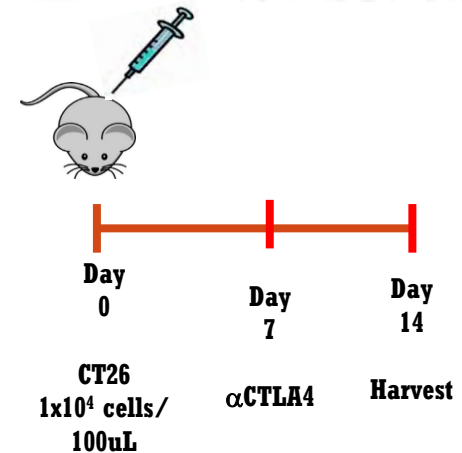 Day
0
Day
7
Day
14
CT26
1x10⁴ cells/
100uL
αCTLA4
Harvest